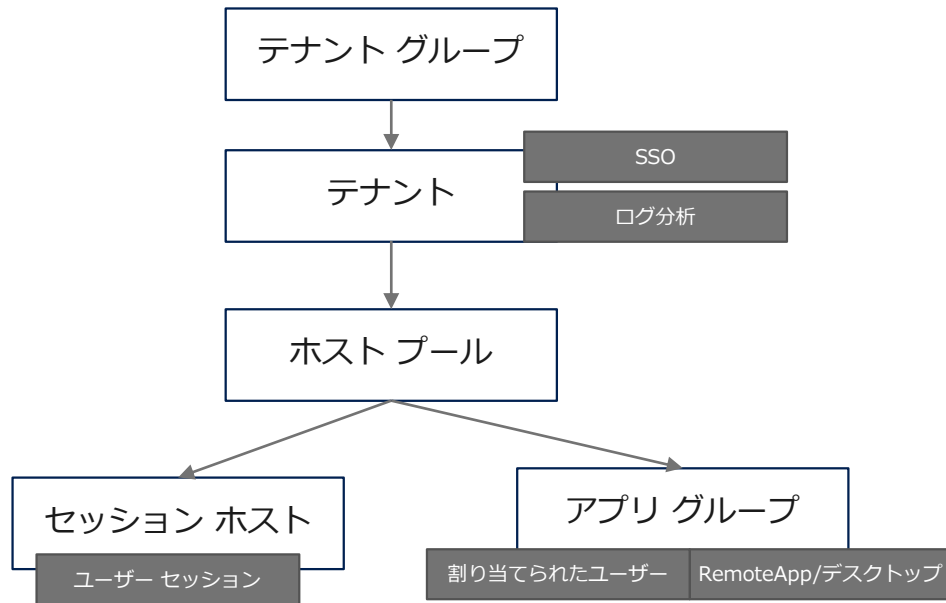 テナント グループ
テナント
SSO
ログ分析
ホスト プール
セッション ホスト
ユーザー セッション
アプリ グループ
割り当てられたユーザー
RemoteApp/デスクトップ